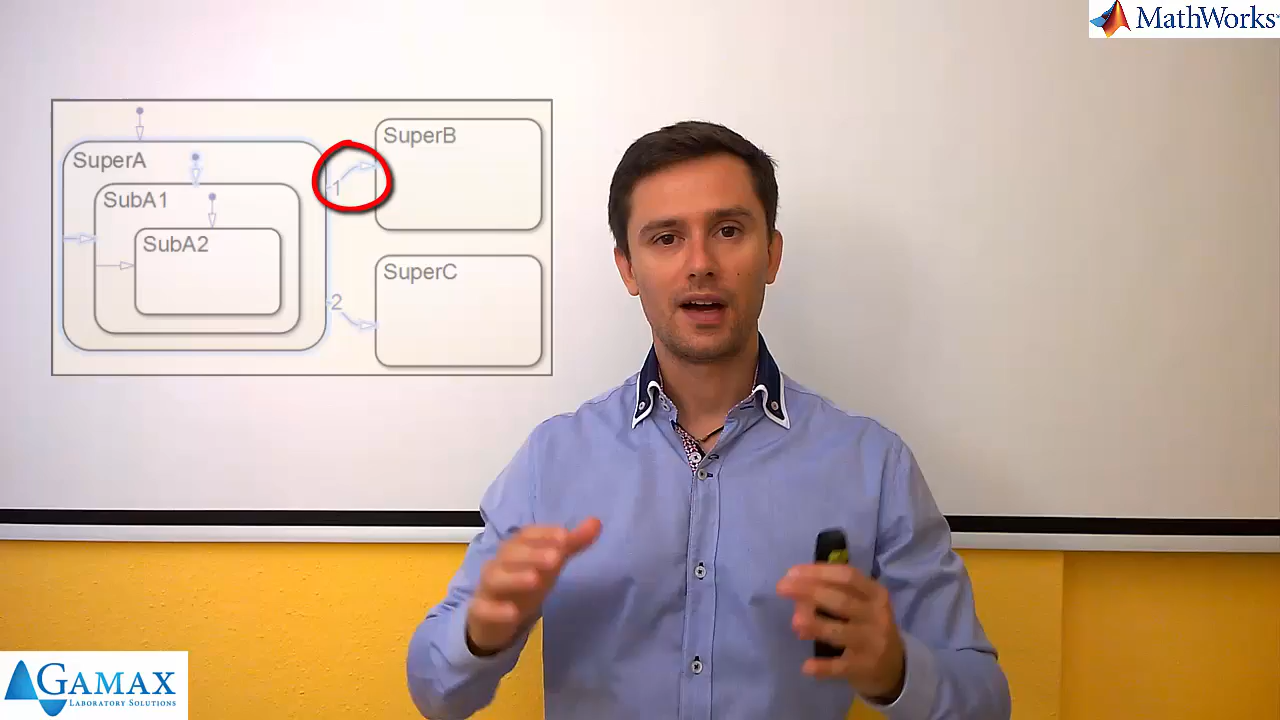 MathWorks
SuperA
SubA1
SubA2
1
2
SuperB
SuperC
GAMAX
LABORATORY SOLUTIONS